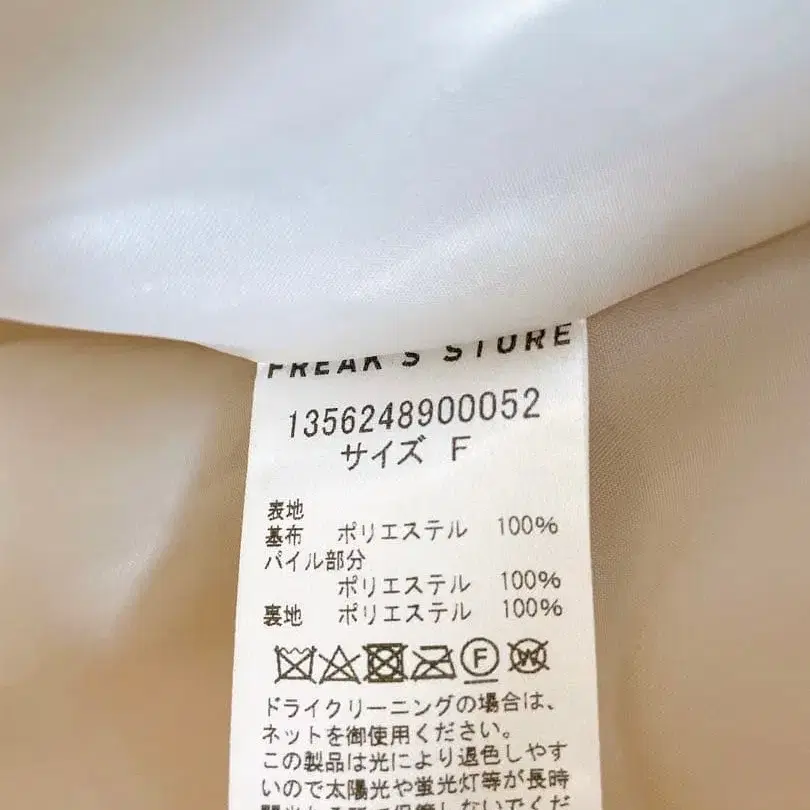 FREAK'S STORE
1356248900052
サイズ F
表地
基布 ポリエステル 100%
パイル部分
ポリエステル 100%
裏地 ポリエステル 100%
F W
ドライクリーニングの場合は、
ネットを御使用ください。
この製品は光により退色しやす
いので太陽光や蛍光灯等が長時